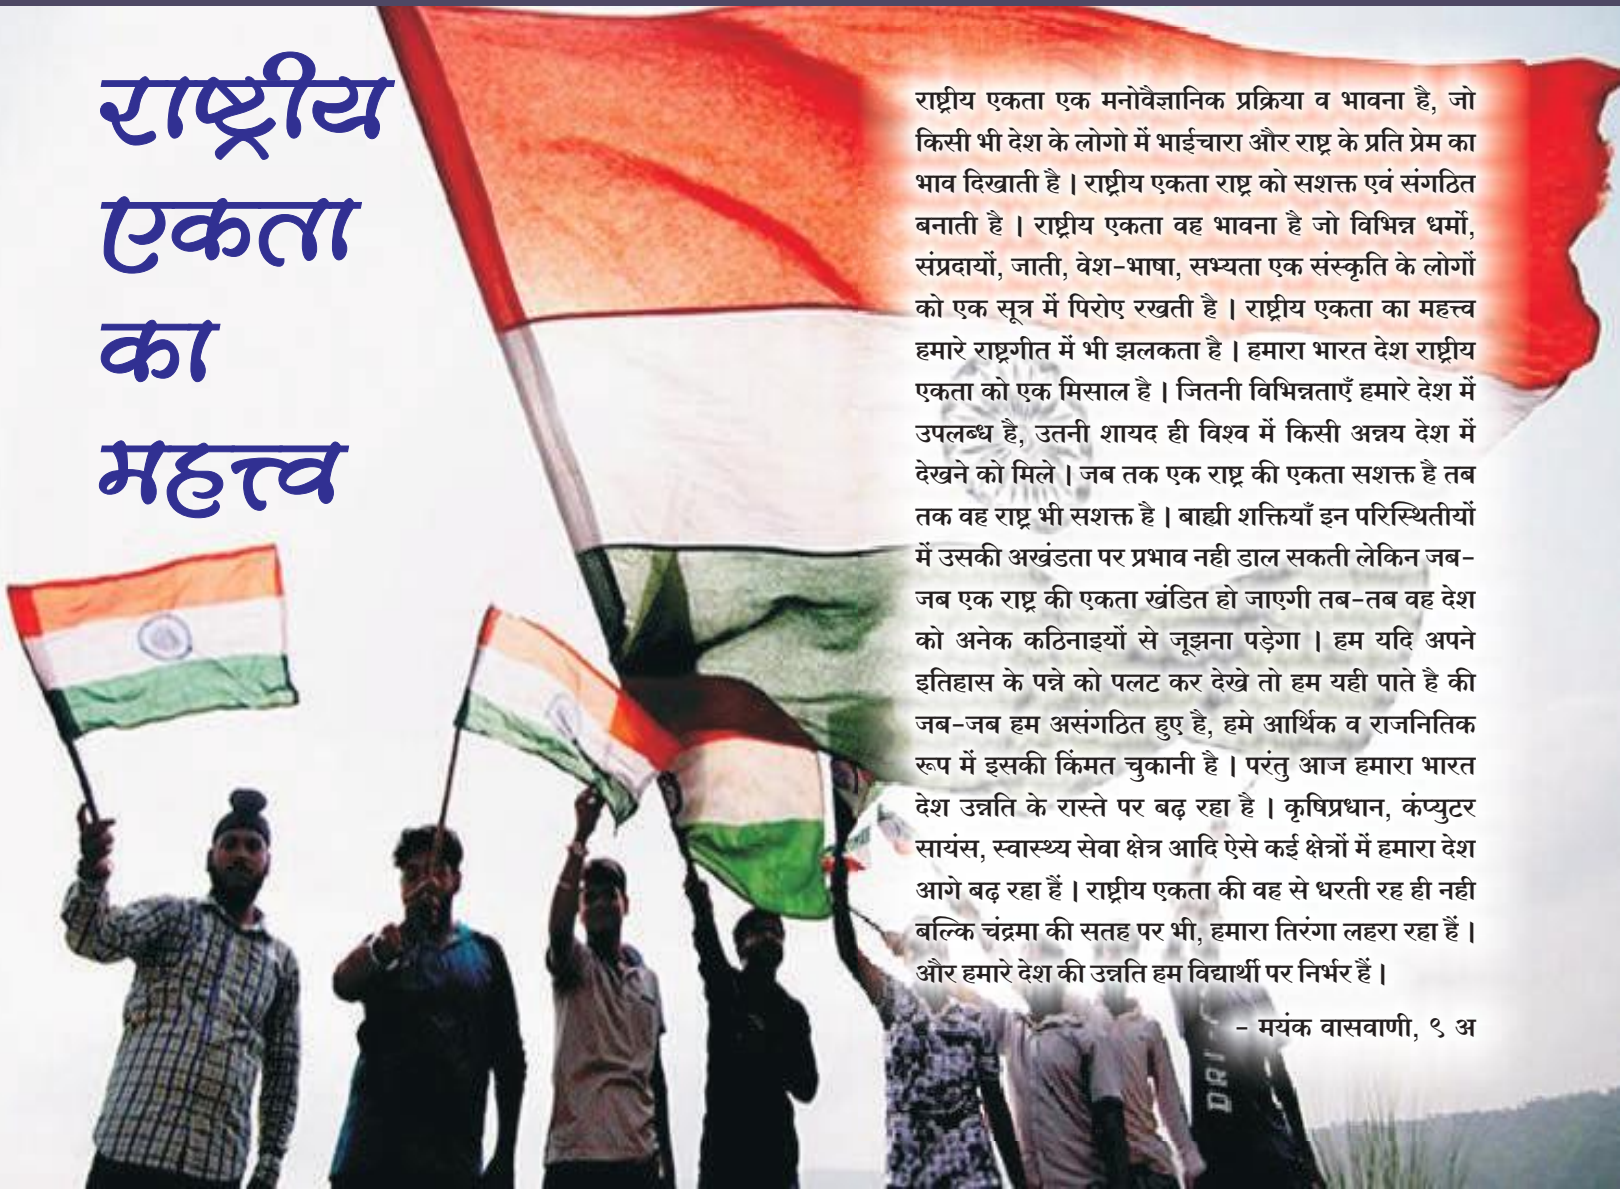 राष्ट्रीय
एकता
का
महत्त्व
राष्ट्रीय एकता एक मनोवैज्ञानिक प्रक्रिया व भावना है, जो
किसी भी देश के लोगो में भाईचारा और राष्ट्र के प्रति प्रेम का
भाव दिखाती है । राष्ट्रीय एकता राष्ट्र को सशक्त एवं संगठित
बनाती है । राष्ट्रीय एकता वह भावना है जो विभिन्न धर्मो,
संप्रदायों, जाती, वेश-भाषा, सभ्यता एक संस्कृति के लोगों
को एक सूत्र में पिरोए रखती है । राष्ट्रीय एकता का महत्त्व
हमारे राष्ट्रगीत में भी झलकता है । हमारा भारत देश राष्ट्रीय
एकता को एक मिसाल है । जितनी विभिन्नताएँ हमारे देश में
उपलब्ध है, उतनी शायद ही विश्व में किसी अन्नय देश में
देखने को मिले । जब तक एक राष्ट्र की एकता सशक्त है तब
तक वह राष्ट्र भी सशक्त है । बाह्यी शक्तियाँ इन परिस्थितीयों
में उसकी अखंडता पर प्रभाव नही डाल सकती लेकिन जब-
जब एक राष्ट्र की एकता खंडित हो जाएगी तब-तब वह देश
को अनेक कठिनाइयों से जूझना पड़ेगा । हम यदि अपने
इतिहास के पन्ने को पलट कर देखे तो हम यही पाते है की
जब-जब हम असंगठित हुए है, हमे आर्थिक व राजनितिक
रूप में इसकी किंमत चुकानी है । परंतु आज हमारा भारत
देश उन्नति के रास्ते पर बढ़ रहा है । कृषिप्रधान, कंप्युटर
सायंस, स्वास्थ्य सेवा क्षेत्र आदि ऐसे कई क्षेत्रों में हमारा देश
आगे बढ़ रहा हैं । राष्ट्रीय एकता की वह से धरती रह ही नही
बल्कि चंद्रमा की सतह पर भी, हमारा तिरंगा लहरा रहा हैं ।
और हमारे देश की उन्नति हम विद्यार्थी पर निर्भर हैं ।
- मयंक वासवाणी, ९ अ